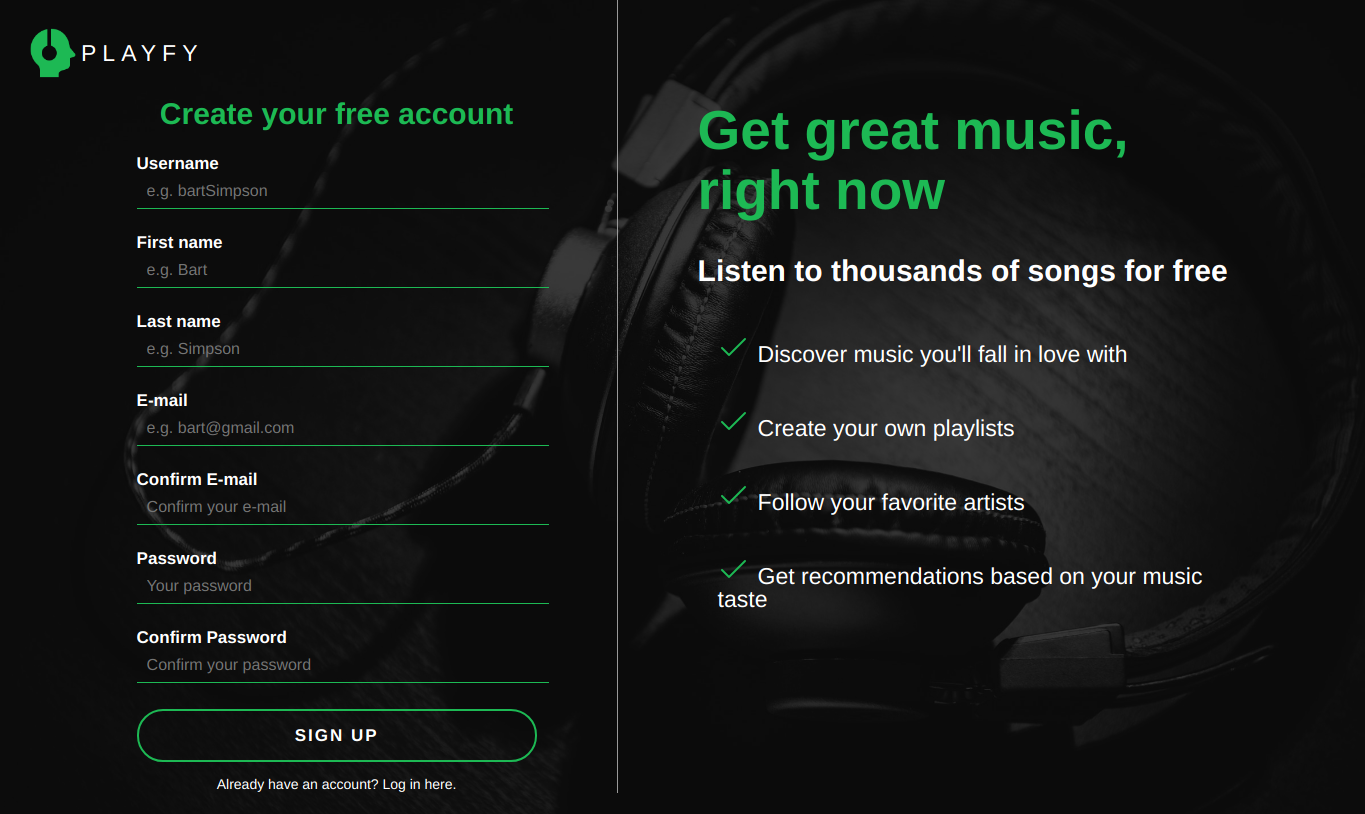 PLAYFY
Create your free account
Username
e.g. bartSimpson
First name
e.g. Bart
Last name
e.g. Simpson
E-mail
e.g. bart@gmail.com
Confirm E-mail
Confirm your e-mail
Password
Your password
Confirm Password
Confirm your password
SIGN UP
Already have an account? Log in here.
Get great music,
right now
Listen to thousands of songs for free
Discover music you'll fall in love with
Create your own playlists
Follow your favorite artists
Get recommendations based on your music
taste